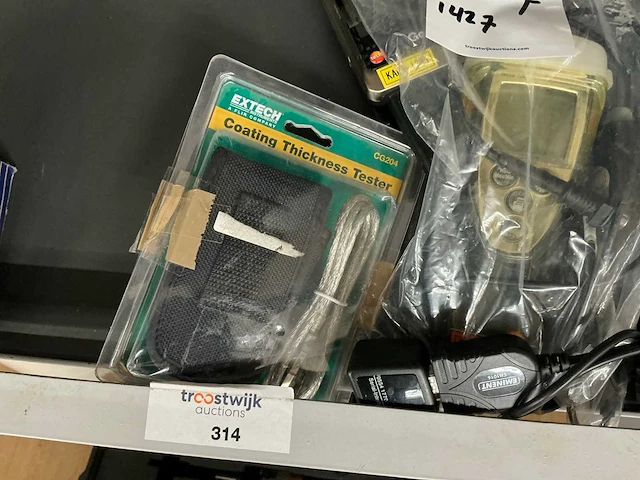 1427
troostwijkauctions.com
EXTECH
A FLIR COMPANY
Coating Thickness Tester
CG204
EMINENT
troostwijk
auctions
314